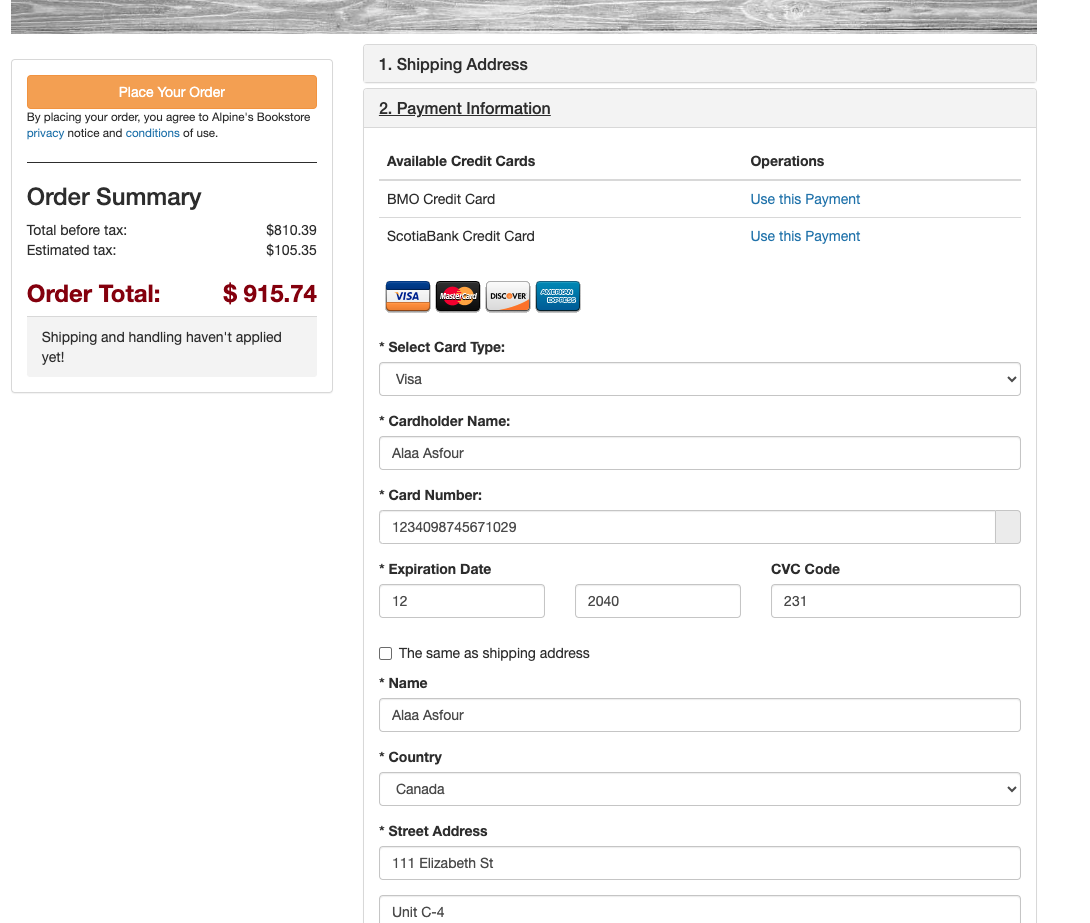 Place Your Order
By placing your order, you agree to Alpine's Bookstore
privacy notice and conditions of use.
Order Summary
Total before tax: $810.39
Estimated tax: $105.35
Order Total: $ 915.74
Shipping and handling haven't applied
yet!
1. Shipping Address
2. Payment Information
Available Credit Cards Operations
BMO Credit Card Use this Payment
ScotiaBank Credit Card Use this Payment
VISA MasterCard DISCOVER AMERICAN EXPRESS
* Select Card Type:
Visa
* Cardholder Name:
Alaa Asfour
* Card Number:
1234098745671029
* Expiration Date CVC Code
12 2040 231
The same as shipping address
* Name
Alaa Asfour
* Country
Canada
* Street Address
111 Elizabeth St
Unit C-4